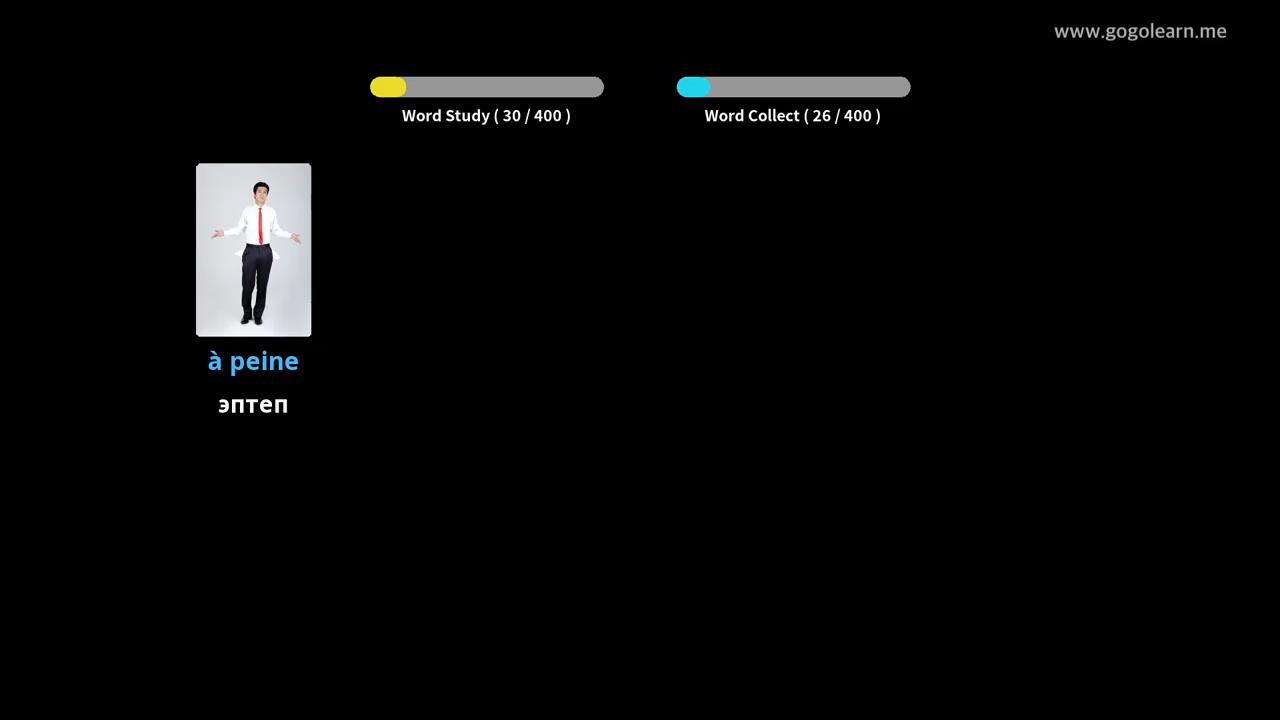 www.gogolearn.me
Word Study ( 30 / 400 )
Word Collect ( 26 / 400 )
à peine
эптеп